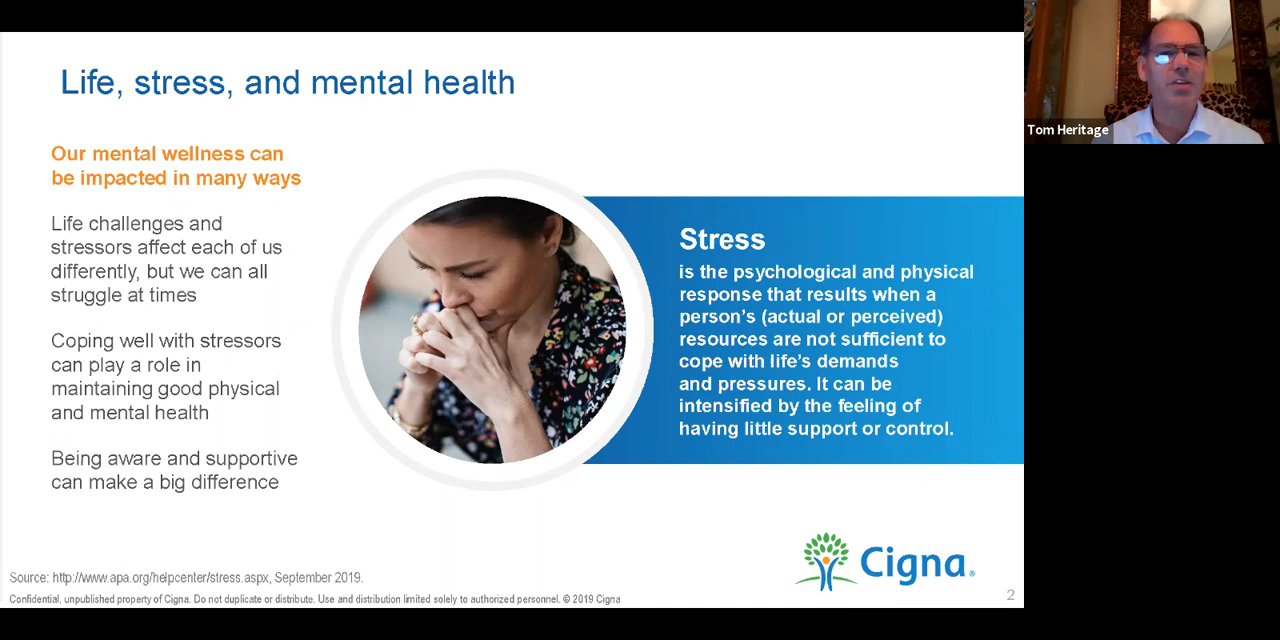 Life, stress, and mental health
Our mental wellness can
be impacted in many ways
Life challenges and
stressors affect each of us
differently, but we can all
struggle at times
Coping well with stressors
can play a role in
maintaining good physical
and mental health
Being aware and supportive
can make a big difference
Stress
is the psychological and physical
response that results when a
person’s (actual or perceived)
resources are not sufficient to
cope with life’s demands
and pressures. It can be
intensified by the feeling of
having little support or control.
Cigna®
Source: http://www.apa.org/helpcenter/stress.aspx, September 2019.
Confidential, unpublished property of Cigna. Do not duplicate or distribute. Use and distribution limited solely to authorized personnel. © 2019 Cigna
2
Tom Heritage